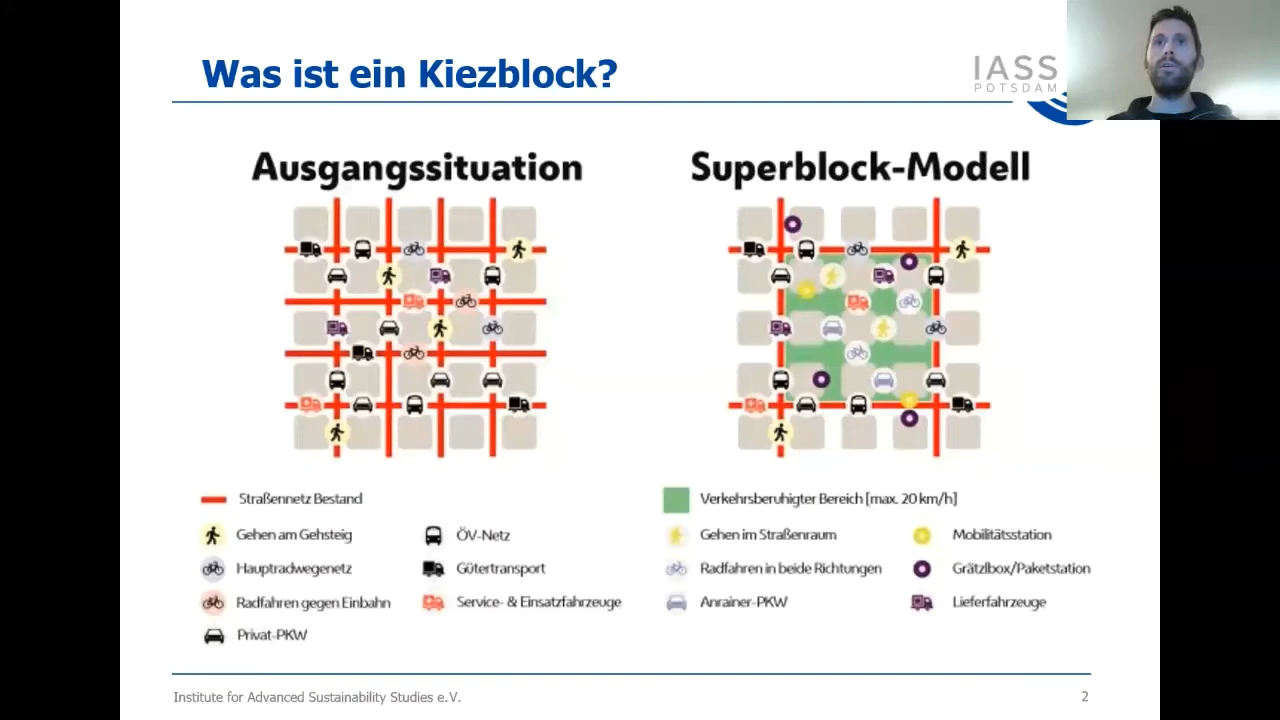 Was ist ein Kiezblock?
IASS
POTSDAM
Ausgangssituation
Superblock-Modell
Straßennetz Bestand
Gehen am Gehsteig
ÖV-Netz
Hauptradwegenetz
Gütertransport
Radfahren gegen Einbahn
Service- & Einsatzfahrzeuge
Privat-PKW
Verkehrsberuhigter Bereich [max. 20 km/h]
Gehen im Straßenraum
Mobilitätsstation
Radfahren in beide Richtungen
Grätzlbox/Paketstation
Anrainer-PKW
Lieferfahrzeuge
Institute for Advanced Sustainability Studies e.V.
2